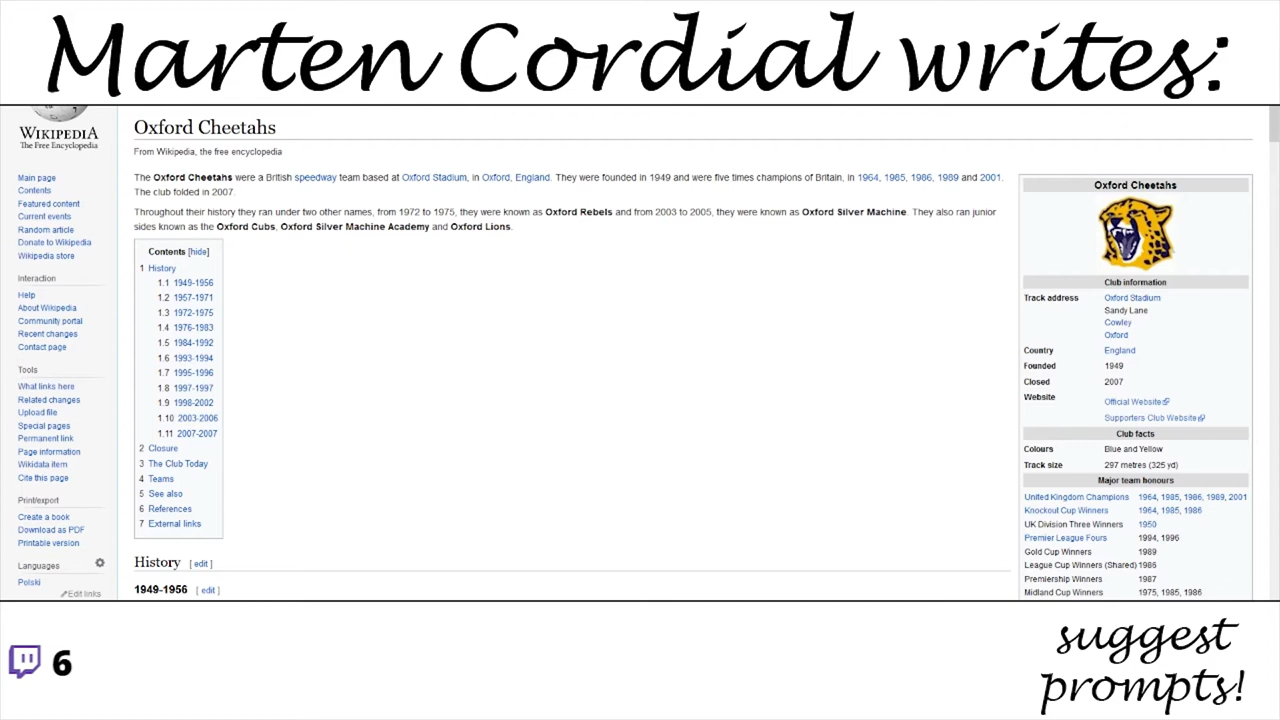 Marten Cordial writes:
WIKIPEDIA
The Free Encyclopedia
Main page
Contents
Featured content
Current events
Random article
Donate to Wikipedia
Wikipedia store
Interaction
Help
About Wikipedia
Community portal
Recent changes
Contact page
Tools
What links here
Related changes
Upload file
Special pages
Permanent link
Page information
Wikidata item
Cite this page
Print/export
Create a book
Download as PDF
Printable version
Languages
Polski
Edit links
Oxford Cheetahs
From Wikipedia, the free encyclopedia
The Oxford Cheetahs were a British speedway team based at Oxford Stadium, in Oxford, England. They were founded in 1949 and were five times champions of Britain, in 1964, 1985, 1986, 1989 and 2001.
The club folded in 2007.
Throughout their history they ran under two other names, from 1972 to 1975, they were known as Oxford Rebels and from 2003 to 2005, they were known as Oxford Silver Machine. They also ran junior
sides known as the Oxford Cubs, Oxford Silver Machine Academy and Oxford Lions.
Contents [hide]
1 History
1.1 1949-1956
1.2 1957-1971
1.3 1972-1975
1.4 1976-1983
1.5 1984-1992
1.6 1993-1994
1.7 1995-1996
1.8 1997-1997
1.9 1998-2002
1.10 2003-2006
1.11 2007-2007
2 Closure
3 The Club Today
4 Teams
5 See also
6 References
7 External links
History [ edit ]
1949-1956 [ edit ]
Oxford Cheetahs
Club information
Track address Oxford Stadium
Sandy Lane
Cowley
Oxford
Country England
Founded 1949
Closed 2007
Website Official Website
Supporters Club Website
Club facts
Colours Blue and Yellow
Track size 297 metres (325 yd)
Major team honours
United Kingdom Champions 1964, 1985, 1986, 1989, 2001
Knockout Cup Winners 1964, 1985, 1986
UK Division Three Winners 1950
Premier League Fours 1994, 1996
Gold Cup Winners 1989
League Cup Winners (Shared) 1986
Premiership Winners 1987
Midland Cup Winners 1975, 1985, 1986
6
suggest
prompts!